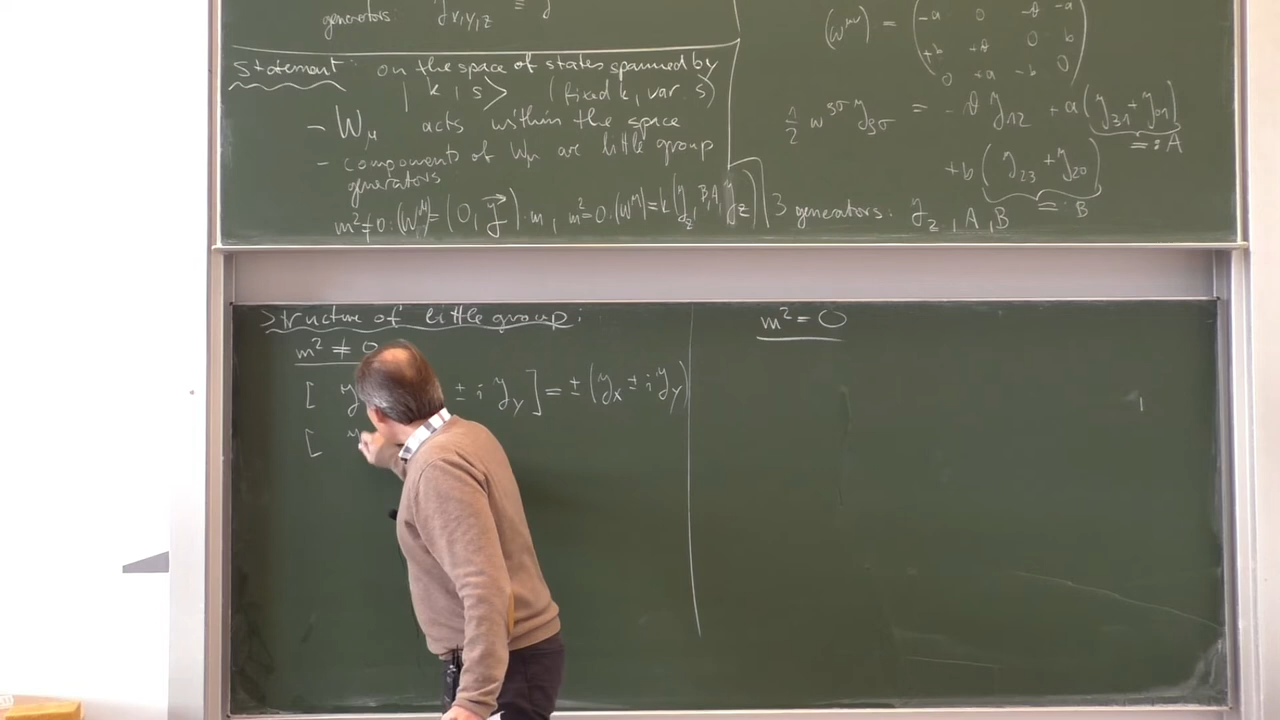 generators: J_{x,y,z} ≡ J
Statement: on the space of states spanned by
|k, s> (fixed k, var. s)
- W_μ acts within the space
- components of W_μ are little group
generators
m²≠0: (W^μ) = (0, J⃗)·m, m²=0: (W^μ) = k(J_z, B, A, J_z)
(ω^{μν}) =
-a 0 -θ -a
+b +θ 0 b
0 +a -b 0
1/2 ω^{ρσ} J_{ρσ} = -θ J_{12} + a(J_{31} + J_{01})
=: A
+b (J_{23} + J_{20})
=: B
3 generators: J_z, A, B
Structure of little group:
m² ≠ 0
[ J ± i J_y ] = ± (J_x ± i J_y)
[ J
m² = 0